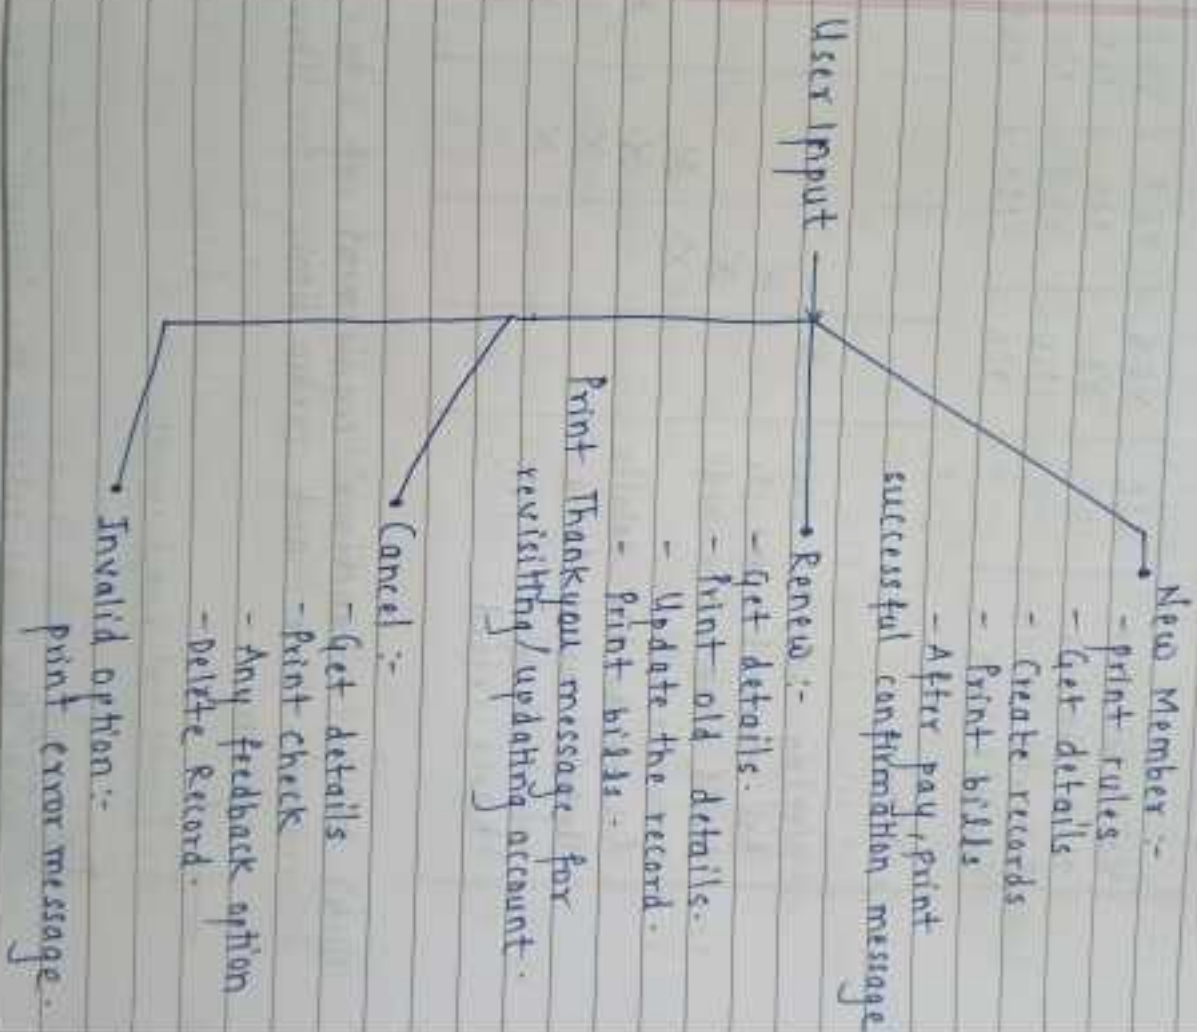 User Input
New Member :-
- print rules
- Get details
- Create records
- Print bills
- After pay, print
successful confirmation message
Renew :-
- Get details.
- Print old details.
- Update the record.
- Print bills.
Print Thankyou message for
revisiting/updating account.
Cancel :-
- Get details
- Print check
- Any feedback option
- Delete Record.
Invalid option :-
print error message.